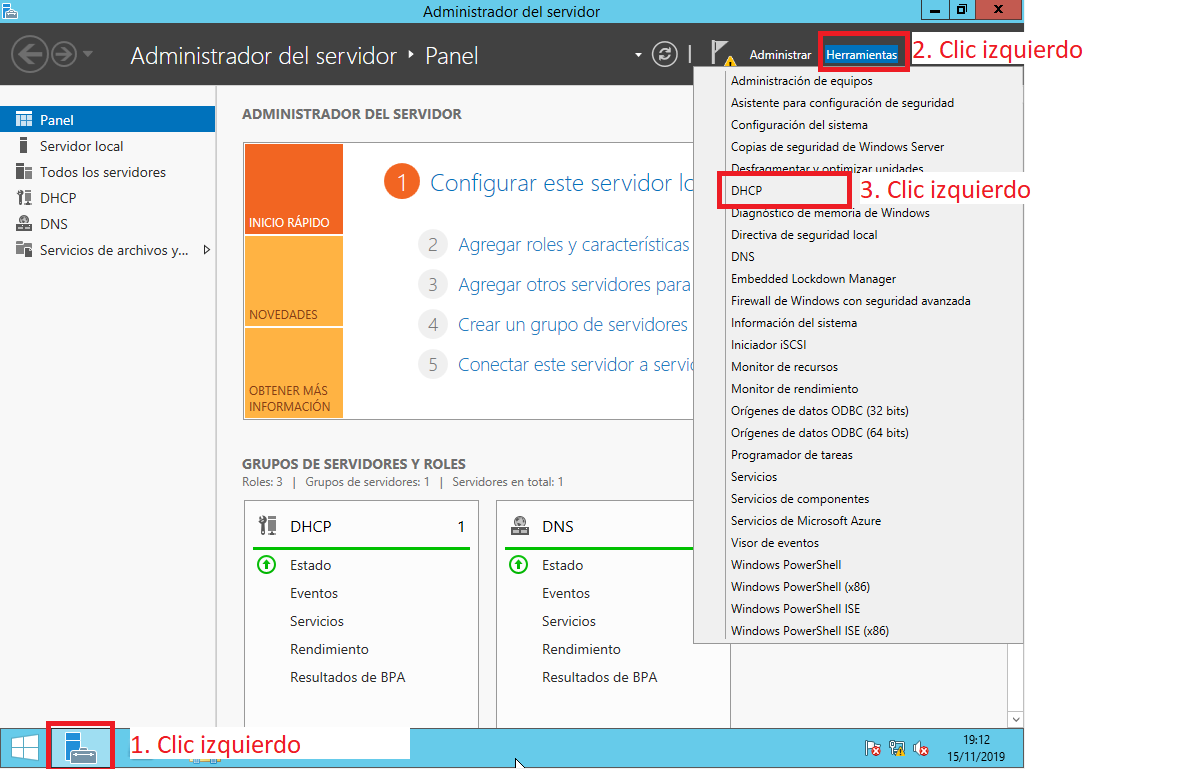 Administrador del servidor
Administrador del servidor ‣ Panel
Administrar
Herramientas
2. Clic izquierdo
Panel
Servidor local
Todos los servidores
DHCP
DNS
Servicios de archivos y...
ADMINISTRADOR DEL SERVIDOR
INICIO RÁPIDO
NOVEDADES
OBTENER MÁS
INFORMACIÓN
1 Configurar este servidor lo
2 Agregar roles y características
3 Agregar otros servidores para
4 Crear un grupo de servidores
5 Conectar este servidor a servic
Administración de equipos
Asistente para configuración de seguridad
Configuración del sistema
Copias de seguridad de Windows Server
Desfragmentar y optimizar unidades
DHCP
3. Clic izquierdo
Diagnóstico de memoria de Windows
Directiva de seguridad local
DNS
Embedded Lockdown Manager
Firewall de Windows con seguridad avanzada
Información del sistema
Iniciador iSCSI
Monitor de recursos
Monitor de rendimiento
Orígenes de datos ODBC (32 bits)
Orígenes de datos ODBC (64 bits)
Programador de tareas
Servicios
Servicios de componentes
Servicios de Microsoft Azure
Visor de eventos
Windows PowerShell
Windows PowerShell (x86)
Windows PowerShell ISE
Windows PowerShell ISE (x86)
GRUPOS DE SERVIDORES Y ROLES
Roles: 3 | Grupos de servidores: 1 | Servidores en total: 1
DHCP 1
Estado
Eventos
Servicios
Rendimiento
Resultados de BPA
DNS
Estado
Eventos
Servicios
Rendimiento
Resultados de BPA
1. Clic izquierdo
19:12
15/11/2019